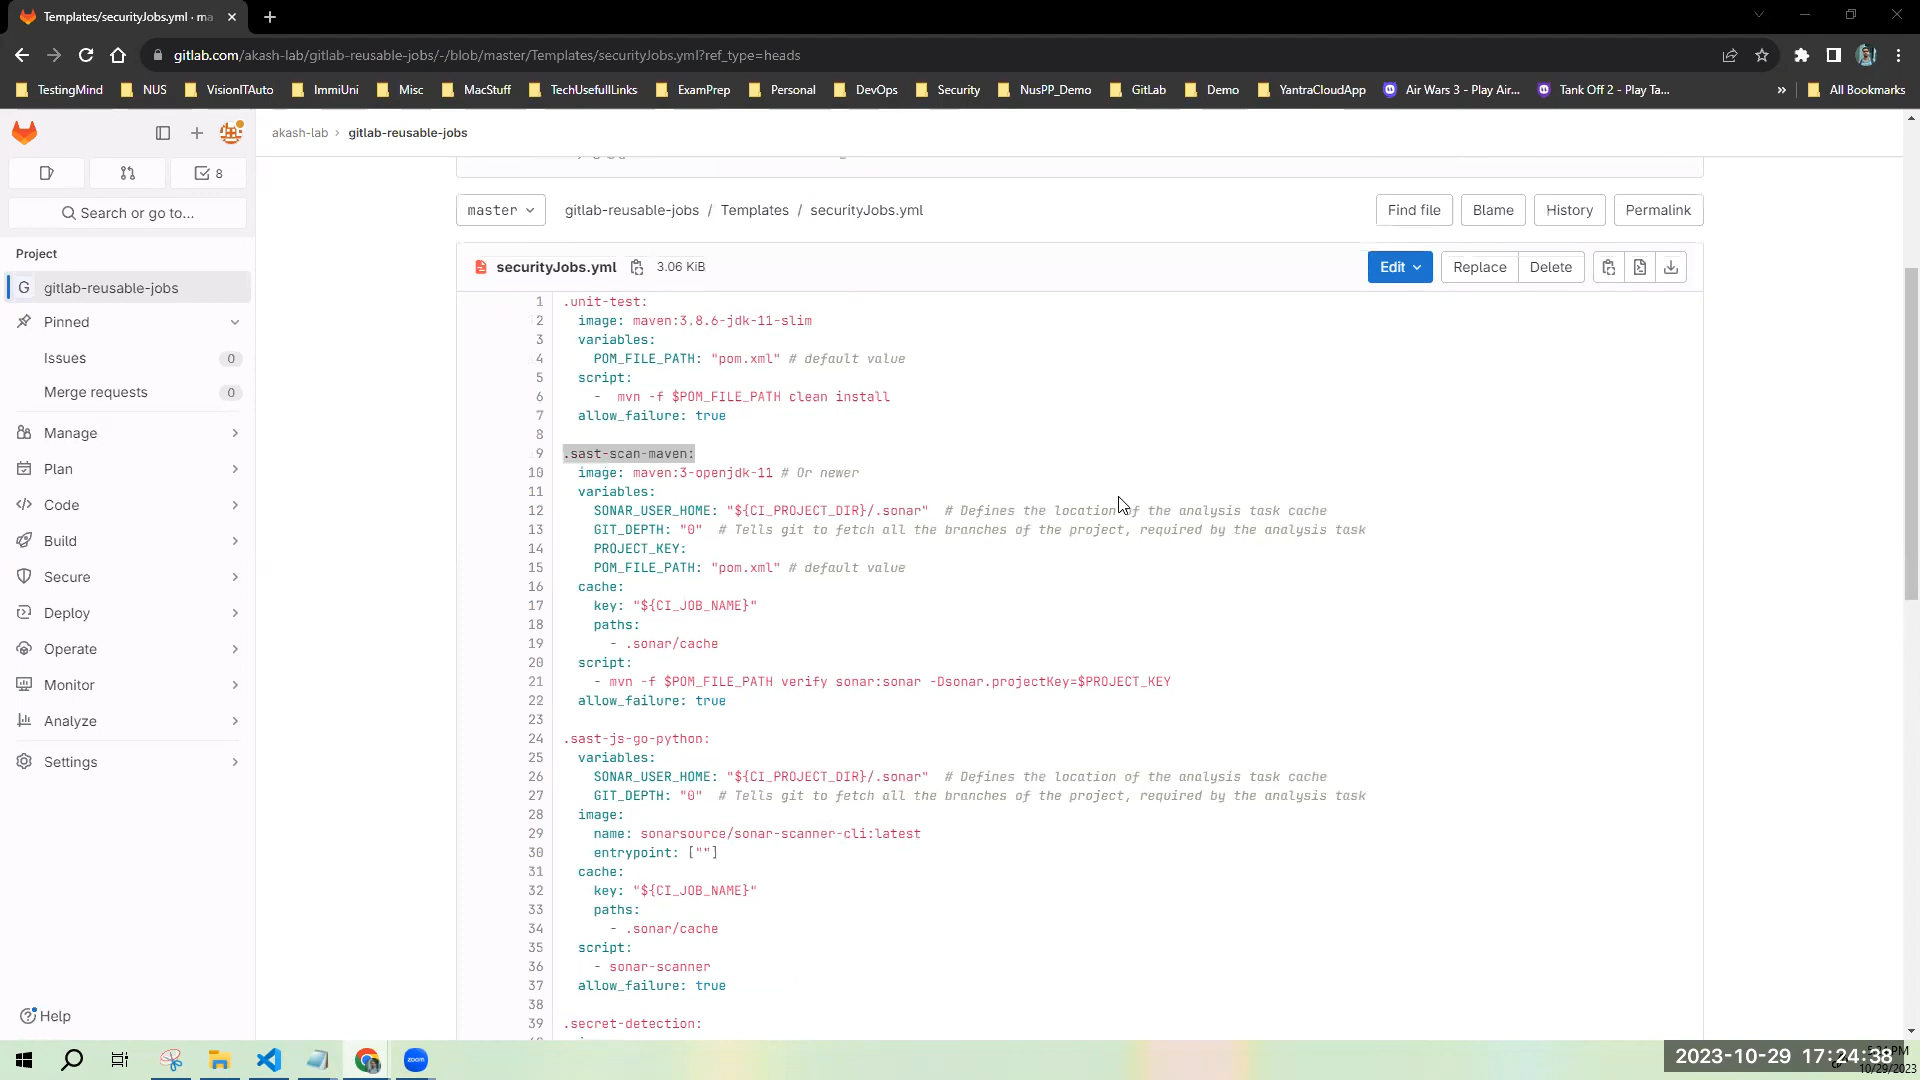 Templates/securityJobs.yml · ma
gitlab.com/akash-lab/gitlab-reusable-jobs/-/blob/master/Templates/securityJobs.yml?ref_type=heads
TestingMind NUS VisionITAuto ImmiUni Misc MacStuff TechUsefullLinks ExamPrep Personal DevOps Security NusPP_Demo GitLab Demo YantraCloudApp Air Wars 3 - Play Air... Tank Off 2 - Play Ta... » All Bookmarks
akash-lab › gitlab-reusable-jobs
8
Search or go to...
Project
G gitlab-reusable-jobs
Pinned
Issues 0
Merge requests 0
Manage
Plan
Code
Build
Secure
Deploy
Operate
Monitor
Analyze
Settings
Help
master gitlab-reusable-jobs / Templates / securityJobs.yml Find file Blame History Permalink
securityJobs.yml 3.06 KiB Edit Replace Delete
1 .unit-test:
2 image: maven:3.8.6-jdk-11-slim
3 variables:
4 POM_FILE_PATH: "pom.xml" # default value
5 script:
6 - mvn -f $POM_FILE_PATH clean install
7 allow_failure: true
8
9 .sast-scan-maven:
10 image: maven:3-openjdk-11 # Or newer
11 variables:
12 SONAR_USER_HOME: "${CI_PROJECT_DIR}/.sonar" # Defines the location of the analysis task cache
13 GIT_DEPTH: "0" # Tells git to fetch all the branches of the project, required by the analysis task
14 PROJECT_KEY:
15 POM_FILE_PATH: "pom.xml" # default value
16 cache:
17 key: "${CI_JOB_NAME}"
18 paths:
19 - .sonar/cache
20 script:
21 - mvn -f $POM_FILE_PATH verify sonar:sonar -Dsonar.projectKey=$PROJECT_KEY
22 allow_failure: true
23
24 .sast-js-go-python:
25 variables:
26 SONAR_USER_HOME: "${CI_PROJECT_DIR}/.sonar" # Defines the location of the analysis task cache
27 GIT_DEPTH: "0" # Tells git to fetch all the branches of the project, required by the analysis task
28 image:
29 name: sonarsource/sonar-scanner-cli:latest
30 entrypoint: [""]
31 cache:
32 key: "${CI_JOB_NAME}"
33 paths:
34 - .sonar/cache
35 script:
36 - sonar-scanner
37 allow_failure: true
38
39 .secret-detection:
zoom
2023-10-29 17:24:38
10/29/2023